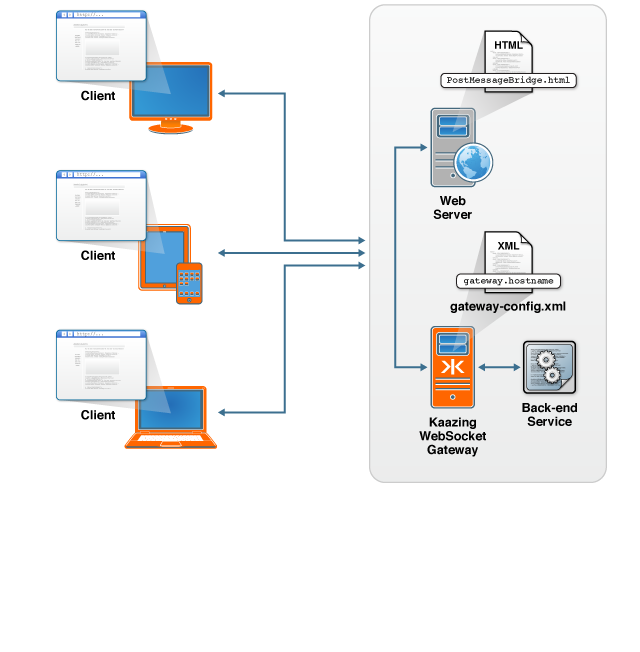 http://...
Client
http://...
Client
http://...
Client
HTML
PostMessageBridge.html
Web
Server
XML
gateway.hostname
gateway-config.xml
Kaazing
WebSocket
Gateway
Back-end
Service